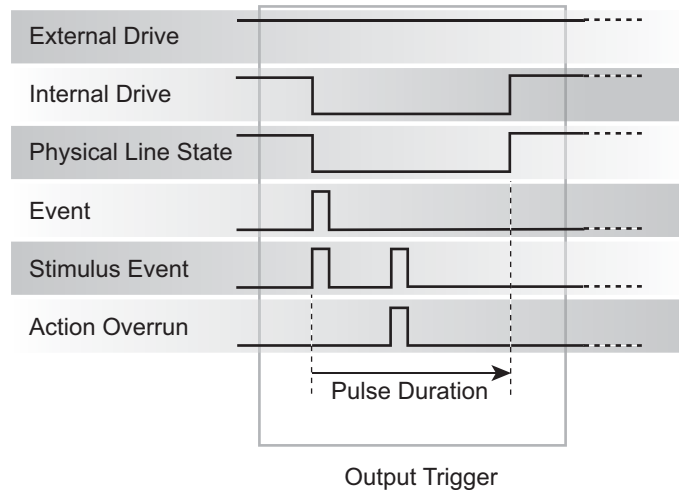 External Drive
Internal Drive
Physical Line State
Event
Stimulus Event
Action Overrun
Pulse Duration
Output Trigger